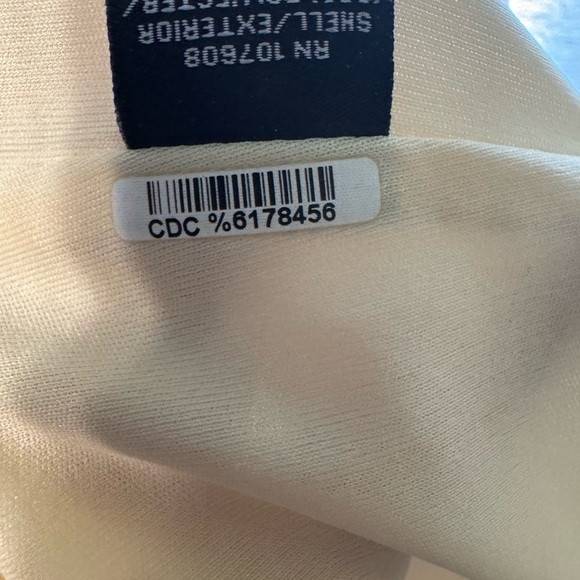 RN 107608
SHELL/EXTERIOR
CDC %6178456